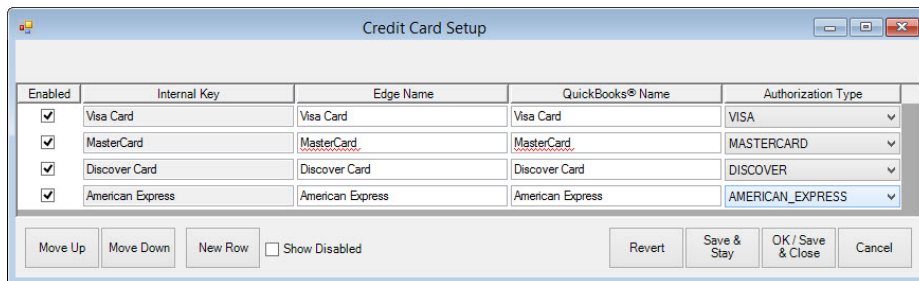 Credit Card Setup
Enabled Internal Key Edge Name QuickBooks® Name Authorization Type
Visa Card Visa Card Visa Card VISA
MasterCard MasterCard MasterCard MASTERCARD
Discover Card Discover Card Discover Card DISCOVER
American Express American Express American Express AMERICAN_EXPRESS
Move Up Move Down New Row Show Disabled Revert Save & Stay OK / Save & Close Cancel